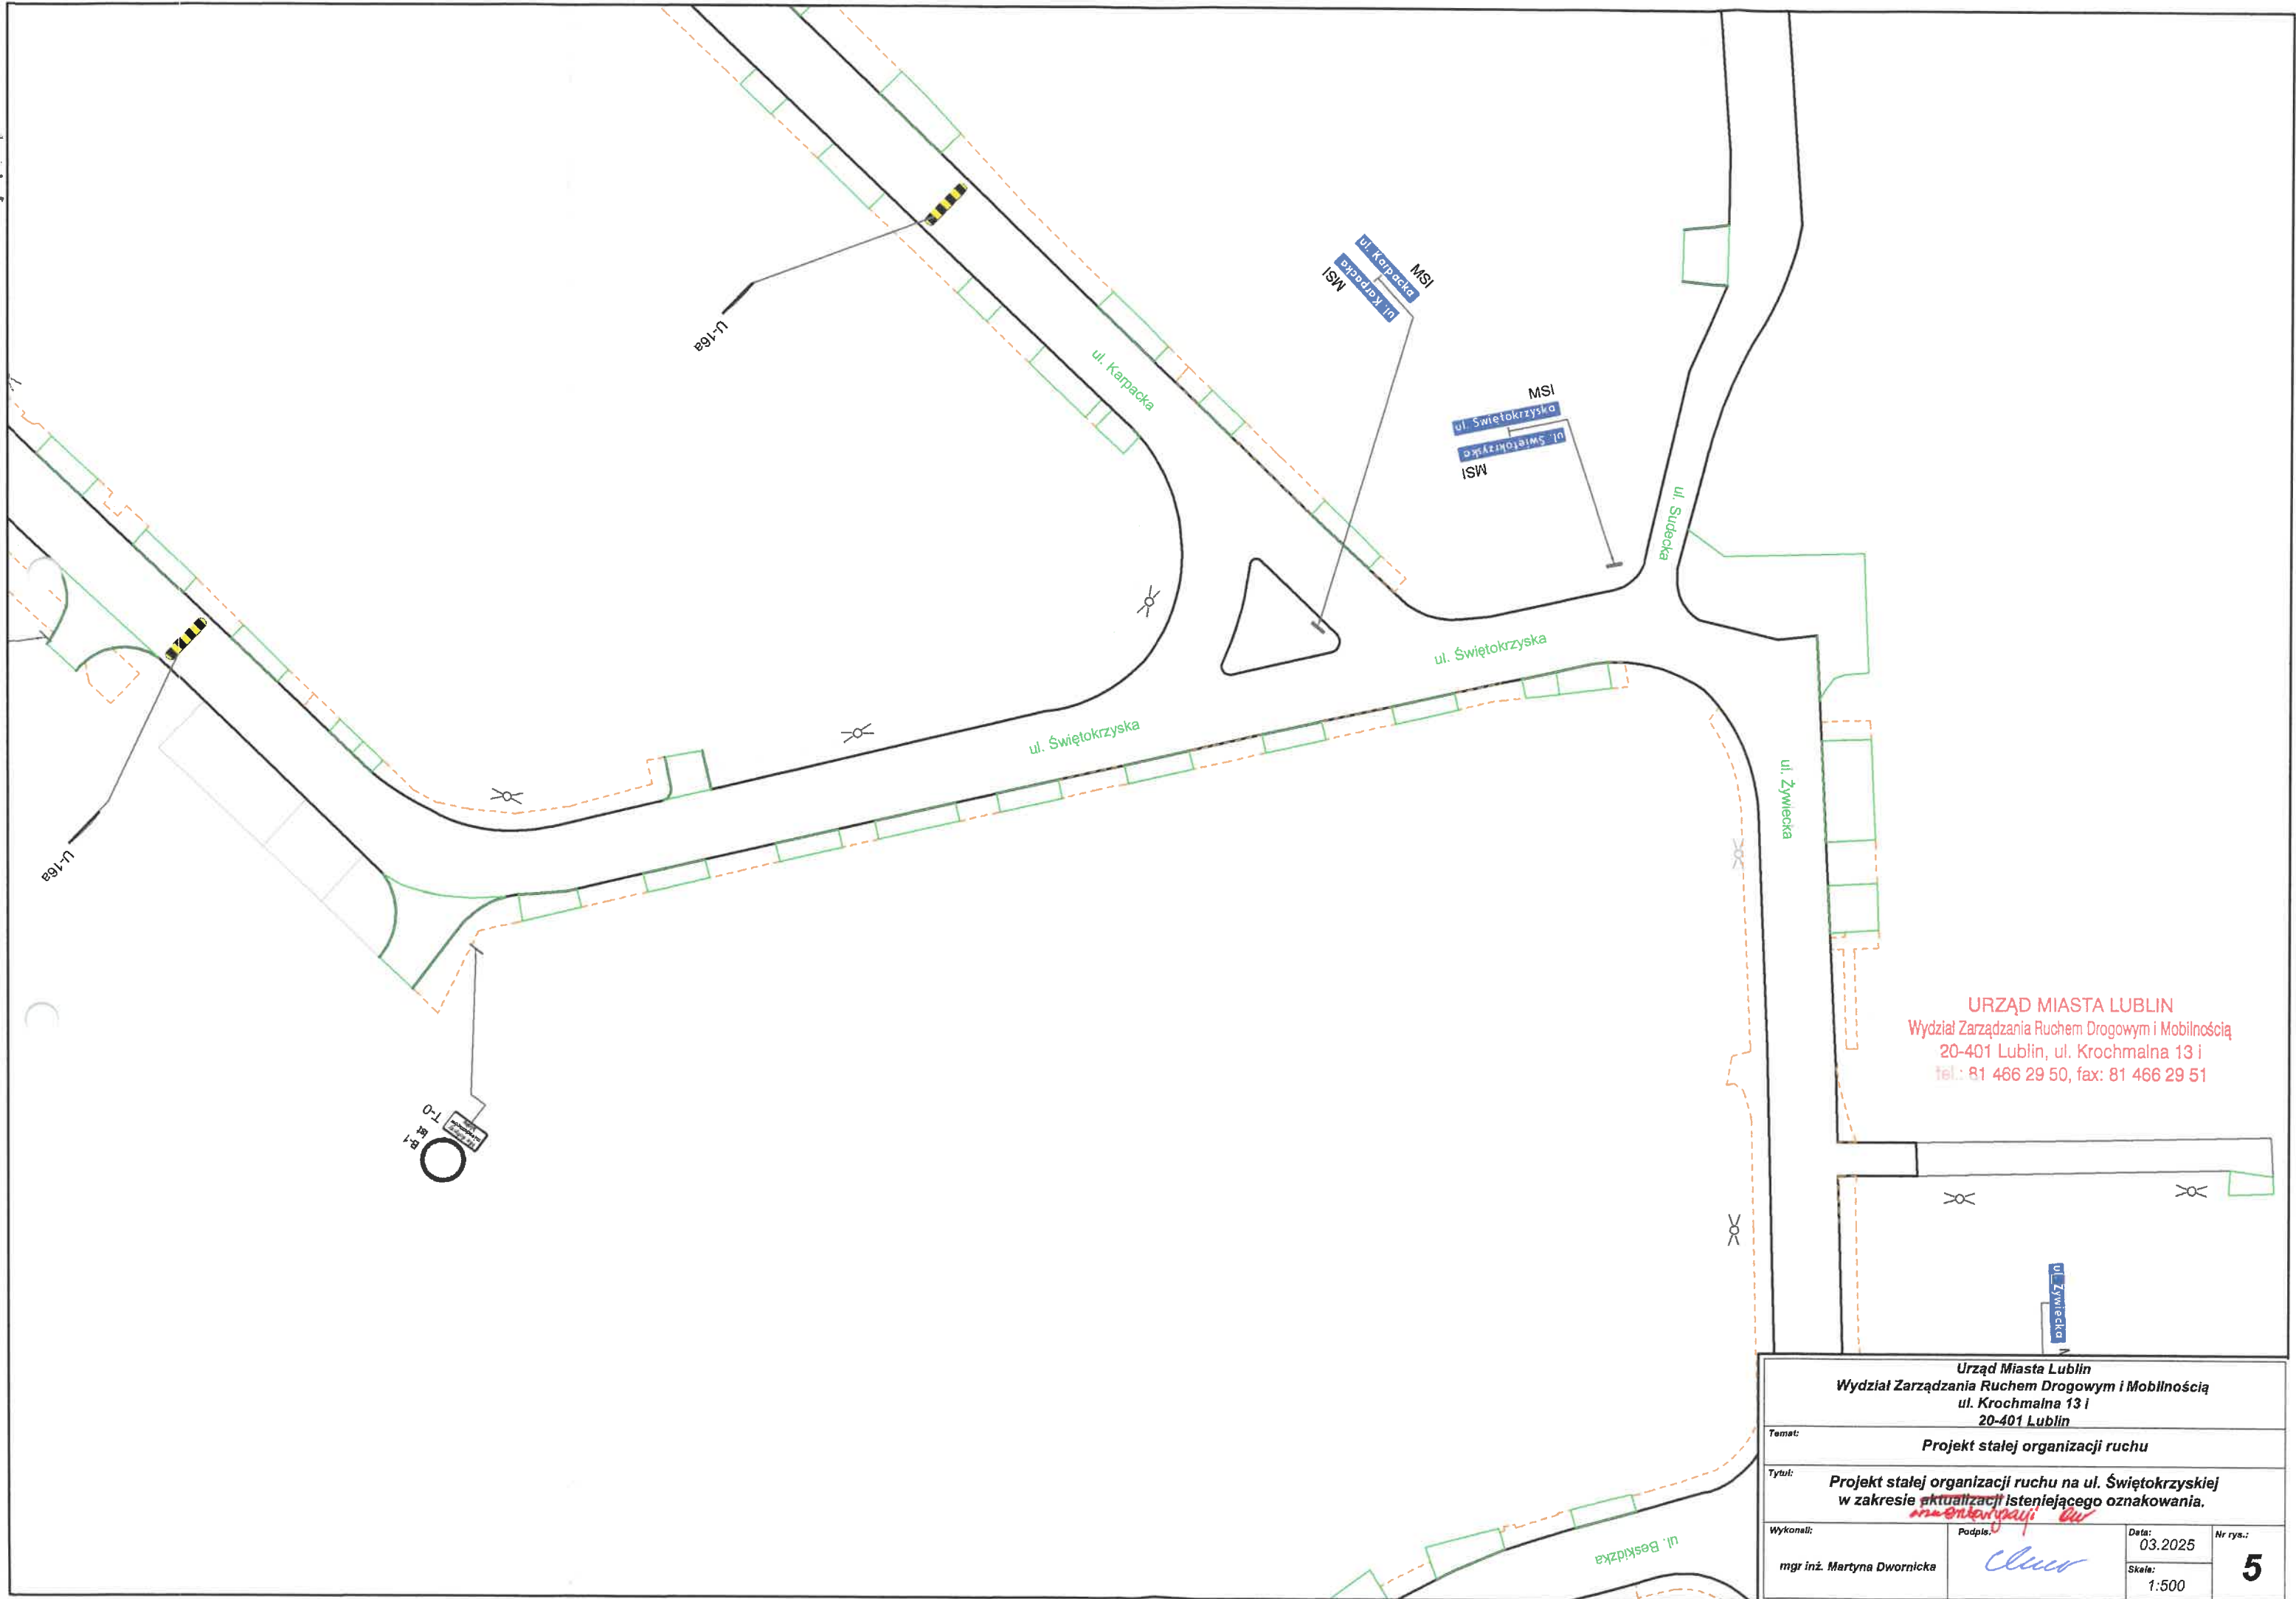 U-16a
ul. Karpacka
MSI
ul. Karpacka
MSI
ul. Karpacka
MSI
ul. Świętokrzyska
ul. Świętokrzyska
MSI
ul. Sudecka
ul. Świętokrzyska
ul. Świętokrzyska
ul. Żywiecka
U-16a
T-0
B-1
URZĄD MIASTA LUBLIN
Wydział Zarządzania Ruchem Drogowym i Mobilnością
20-401 Lublin, ul. Krochmalna 13 i
tel.: 81 466 29 50, fax: 81 466 29 51
ul. Żywiecka
ul. Beskidzka
Urząd Miasta Lublin
Wydział Zarządzania Ruchem Drogowym i Mobilnością
ul. Krochmalna 13 i
20-401 Lublin
Temat:
Projekt stałej organizacji ruchu
Tytuł:
Projekt stałej organizacji ruchu na ul. Świętokrzyskiej
w zakresie aktualizacji isteniejącego oznakowania.
inwentaryzacji
Wykonali:
mgr inż. Martyna Dwornicka
Podpis:
Data:
03.2025
Skala:
1:500
Nr rys.:
5